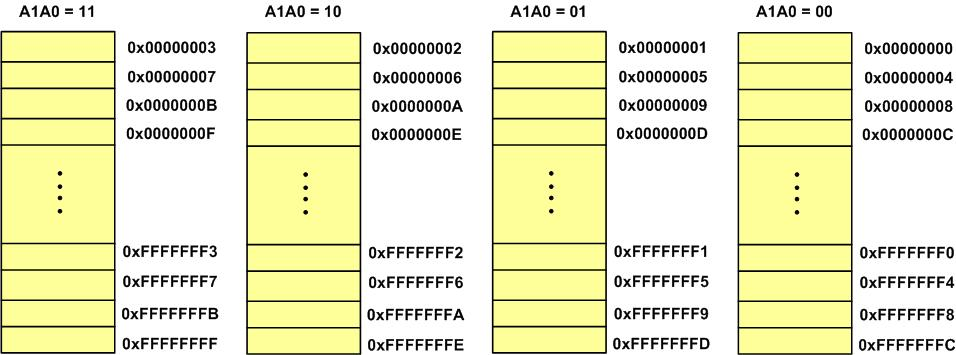 A1A0 = 11 A1A0 = 10 A1A0 = 01 A1A0 = 00
0x00000003 0x00000002 0x00000001 0x00000000
0x00000007 0x00000006 0x00000005 0x00000004
0x0000000B 0x0000000A 0x00000009 0x00000008
0x0000000F 0x0000000E 0x0000000D 0x0000000C
0xFFFFFFF3 0xFFFFFFF2 0xFFFFFFF1 0xFFFFFFF0
0xFFFFFFF7 0xFFFFFFF6 0xFFFFFFF5 0xFFFFFFF4
0xFFFFFFFB 0xFFFFFFFA 0xFFFFFFF9 0xFFFFFFF8
0xFFFFFFFF 0xFFFFFFFE 0xFFFFFFFD 0xFFFFFFFC